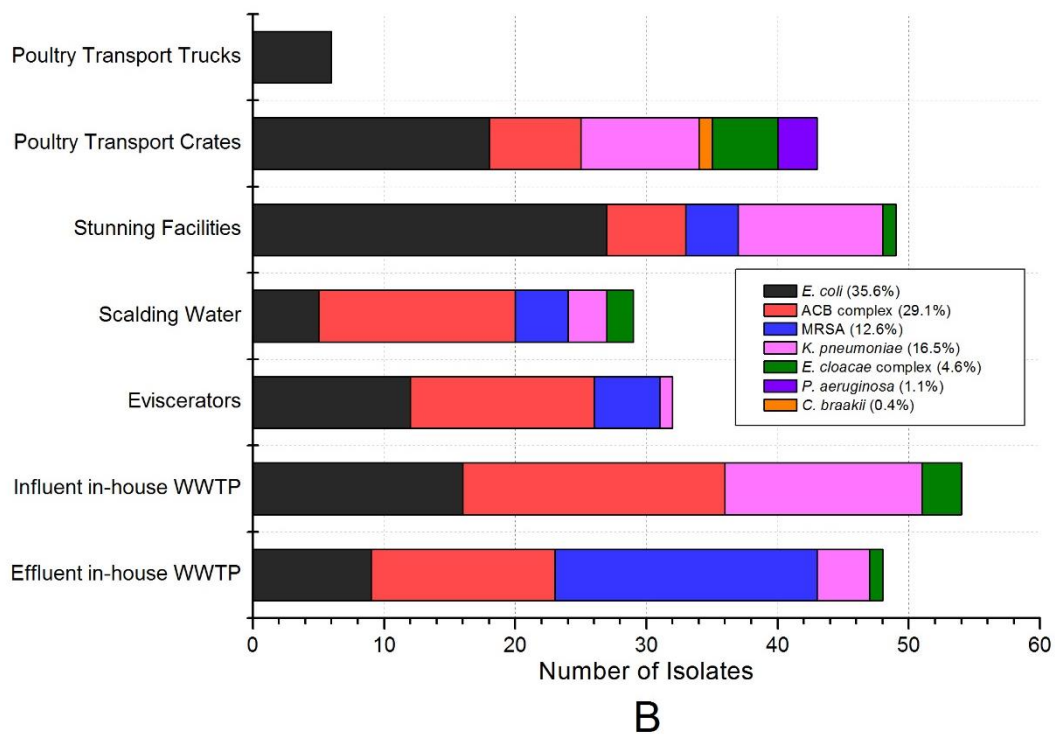 Poultry Transport Trucks
Poultry Transport Crates
Stunning Facilities
Scalding Water
Eviscerators
Influent in-house WWTP
Effluent in-house WWTP
E. coli (35.6%)
ACB complex (29.1%)
MRSA (12.6%)
K. pneumoniae (16.5%)
E. cloacae complex (4.6%)
P. aeruginosa (1.1%)
C. braakii (0.4%)
0 10 20 30 40 50 60
Number of Isolates
B